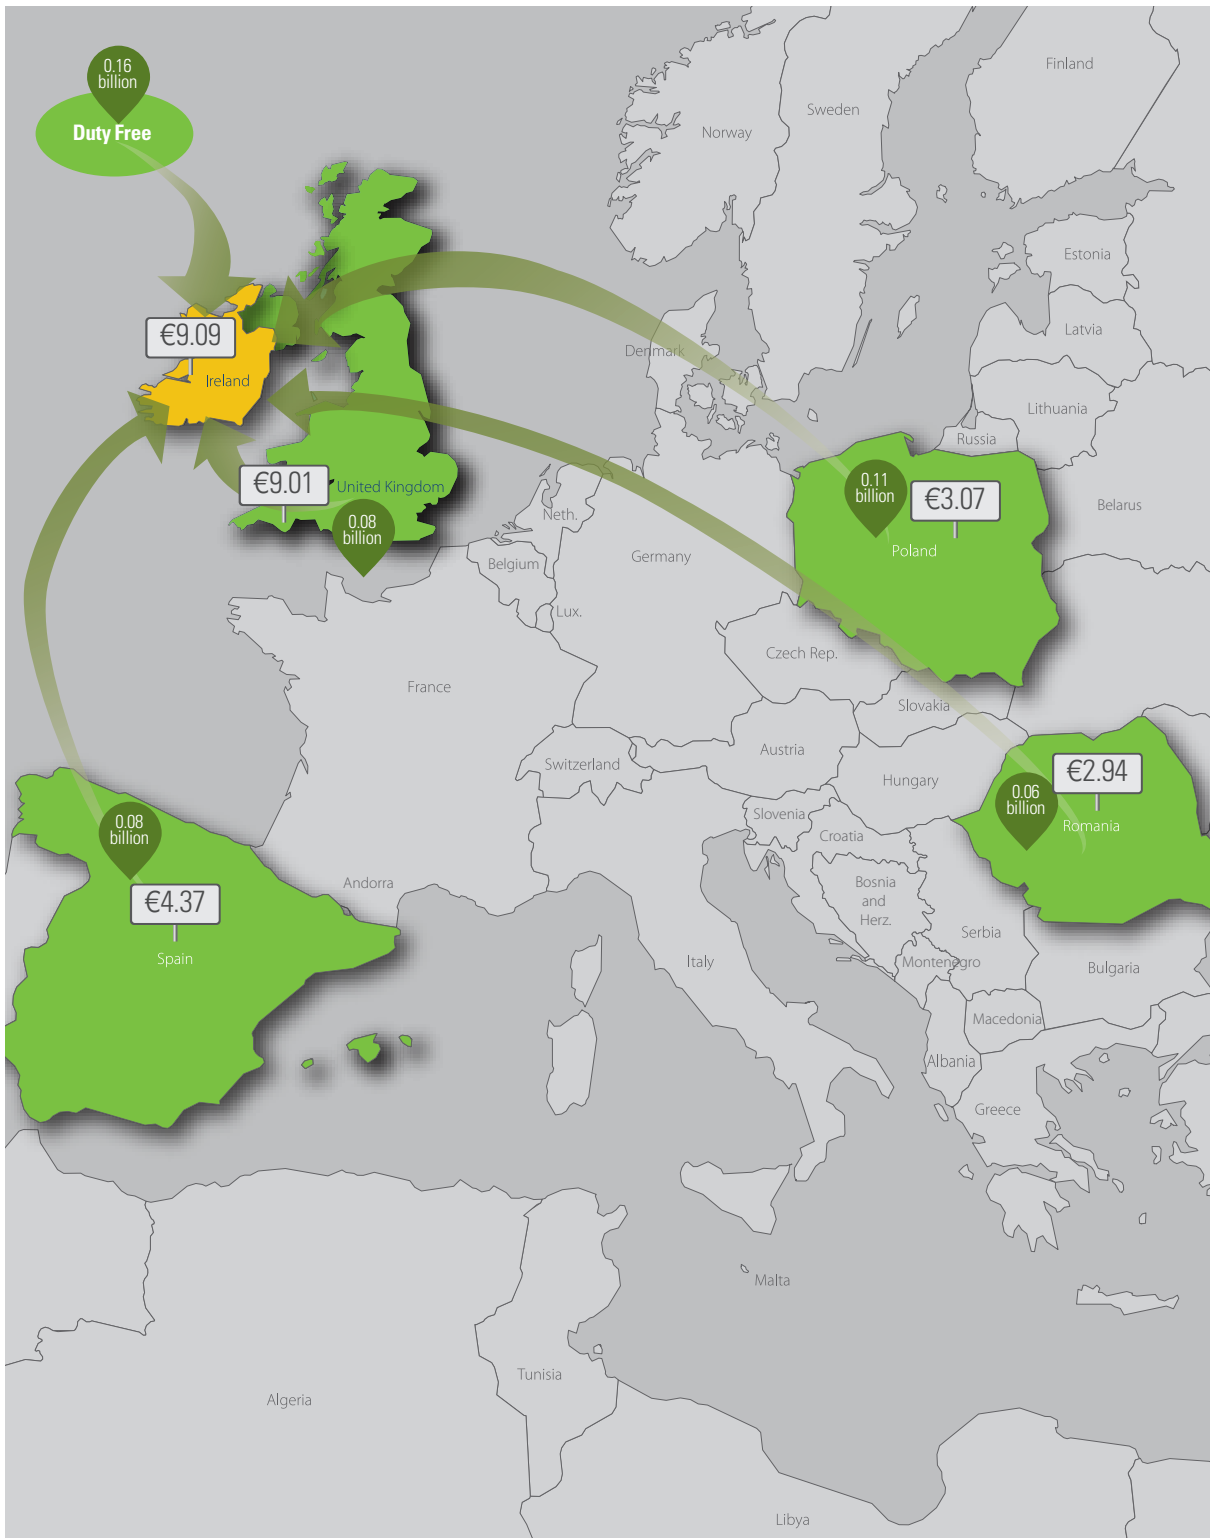 0.16
billion
Duty Free
Finland
Sweden
Norway
Estonia
Latvia
€9.09
Denmark
Ireland
Lithuania
Russia
€9.01
United Kingdom
0.11
billion
€3.07
Belarus
Neth.
0.08
billion
Poland
Germany
Belgium
Lux.
Czech Rep.
France
Slovakia
Austria
Switzerland
Hungary
€2.94
0.06
billion
Slovenia
Romania
Croatia
0.08
billion
Andorra
Bosnia
and
Herz.
€4.37
Serbia
Spain
Italy
Montenegro
Bulgaria
Macedonia
Albania
Greece
Malta
Tunisia
Algeria
Libya